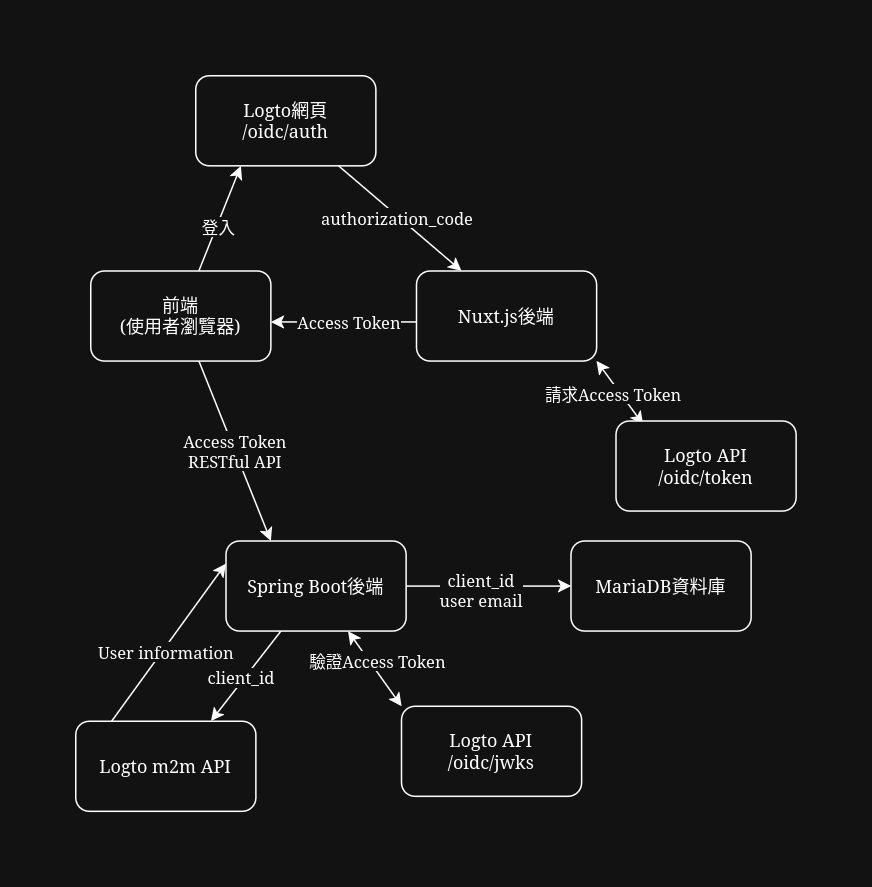 Logto網頁
/oidc/auth
登入
authorization_code
前端
(使用者瀏覽器)
Access Token
Nuxt.js後端
請求Access Token
Logto API
/oidc/token
Access Token
RESTful API
Spring Boot後端
client_id
user email
MariaDB資料庫
User information
client_id
驗證Access Token
Logto m2m API
Logto API
/oidc/jwks